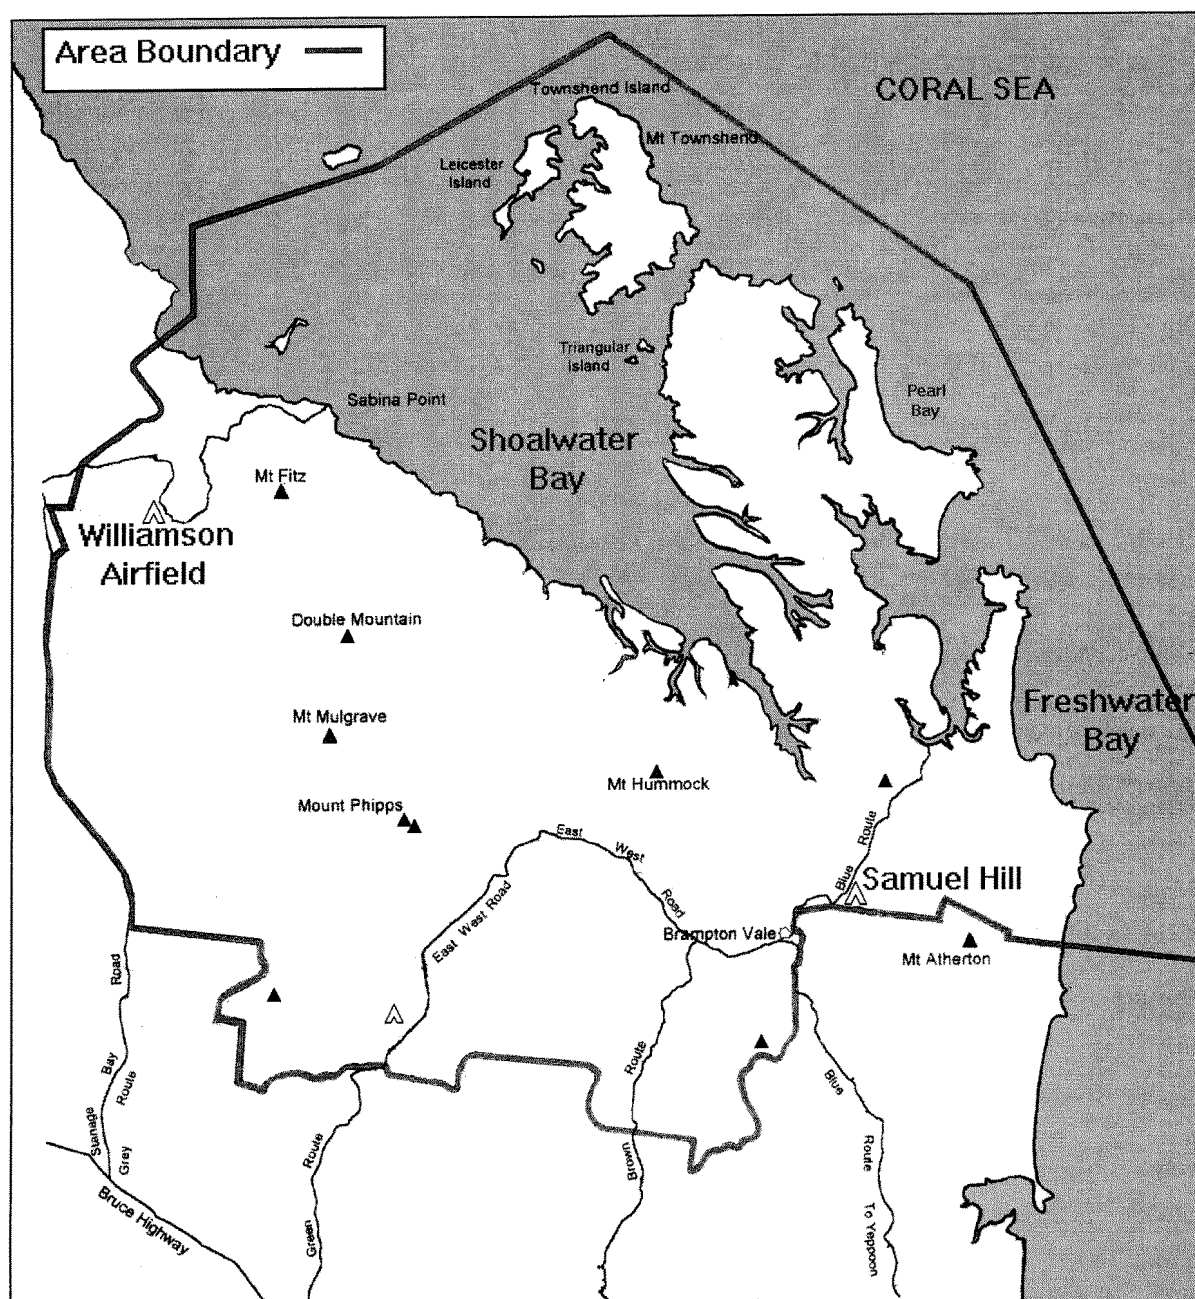 Area Boundary
CORAL SEA
Townshend Island
Mt Townshend
Leicester
Island
Triangular
island
Pearl
Bay
Sabina Point
Shoalwater
Bay
Mt Fitz
Williamson
Airfield
Double Mountain
Freshwater
Bay
Mt Mulgrave
Mt Hummock
Mount Phipps
East
West
Road
East West Road
Blue
Route
Samuel Hill
Brampton Vale
Mt Atherton
Stanage
Bay
Road
Grey
Route
Bruce Highway
Green
Route
Brown
Route
Blue
Route
To Yeppoon